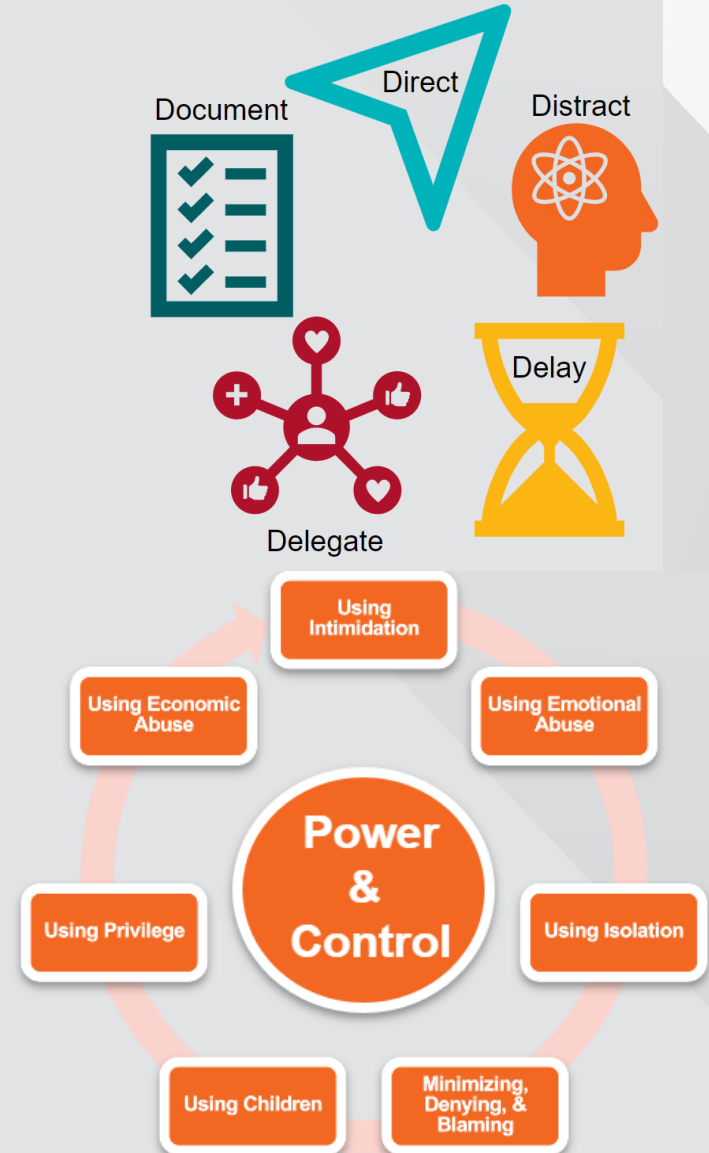 Direct
Document
Distract
Delay
Delegate
Using
Intimidation
Using Economic
Abuse
Using Emotional
Abuse
Power
&
Control
Using Privilege
Using Isolation
Using Children
Minimizing,
Denying, &
Blaming